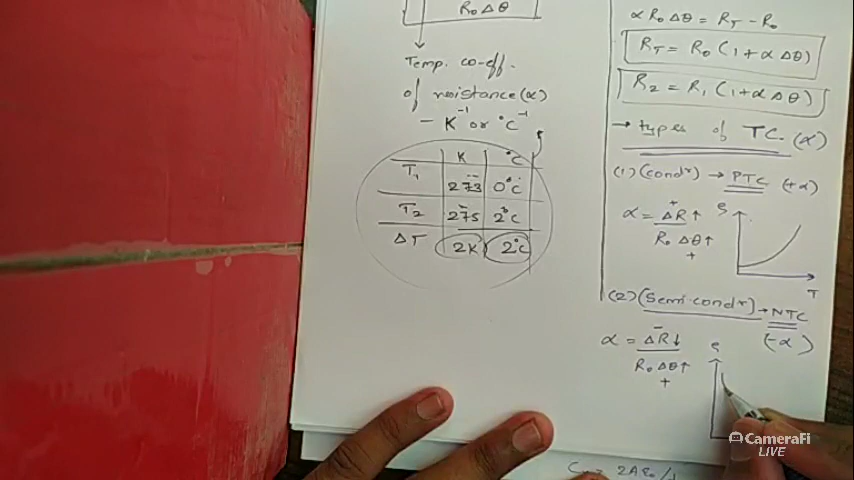 R₀ Δθ
Temp. co-eff.
of resistance(α)
– K⁻¹ or °C⁻¹
K °C
T₁ 273 0°C
T₂ 275 2°C
ΔT 2K 2°C
α R₀ Δθ = R_T – R₀
R_T = R₀ (1 + α Δθ)
R₂ = R₁ (1 + α Δθ)
→ types of TC. (α)
(1) (condr) → PTC (+α)
α = ΔR↑ / R₀ Δθ↑
+
+
ρ
T
(2) (Semi-condr) → NTC
(-α)
α = ΔR↓ / R₀ Δθ↑
–
+
ρ
CameraFi
LIVE